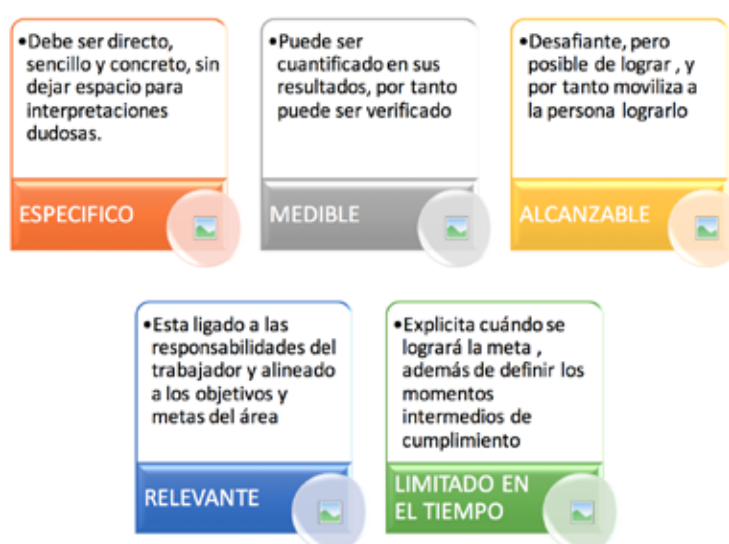 •Debe ser directo,
sencillo y concreto, sin
dejar espacio para
interpretaciones
dudosas.
ESPECIFICO
•Puede ser
cuantificado en sus
resultados, por tanto
puede ser verificado
MEDIBLE
•Desafiante, pero
posible de lograr , y
por tanto moviliza a
la persona lograrlo
ALCANZABLE
•Esta ligado a las
responsabilidades del
trabajador y alineado
a los objetivos y
metas del área
RELEVANTE
•Explicita cuándo se
logrará la meta ,
además de definir los
momentos
intermedios de
cumplimiento
LIMITADO EN
EL TIEMPO